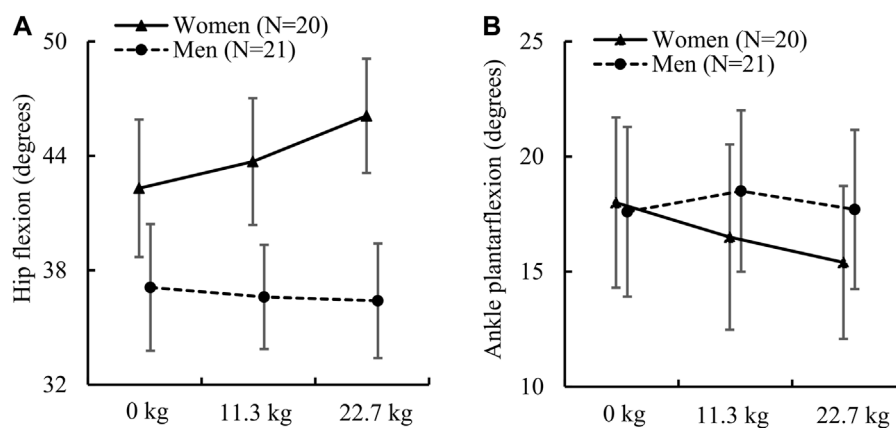 A
Women (N=20)
Men (N=21)
Hip flexion (degrees)
50
44
38
32
0 kg
11.3 kg
22.7 kg
B
Women (N=20)
Men (N=21)
Ankle plantarflexion (degrees)
25
20
15
10
0 kg
11.3 kg
22.7 kg